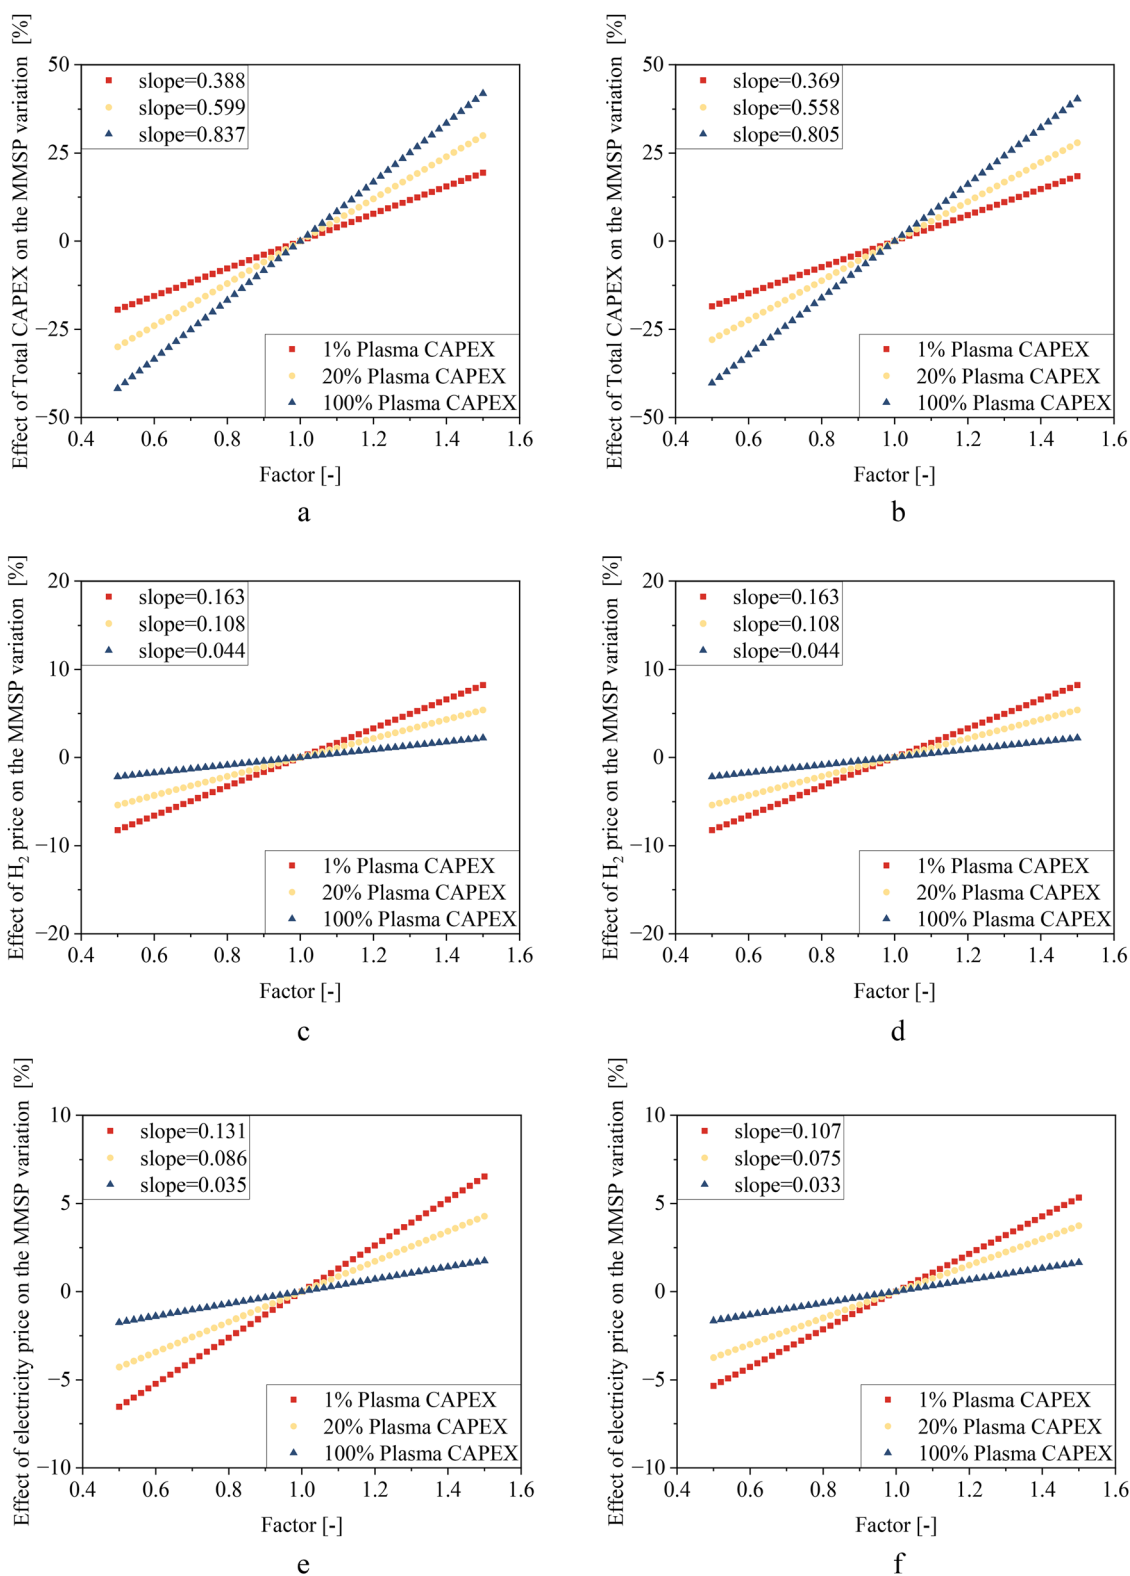 Effect of Total CAPEX on the MMSP variation [%]
50
25
0
−25
−50
slope=0.388
slope=0.599
slope=0.837
1% Plasma CAPEX
20% Plasma CAPEX
100% Plasma CAPEX
0.4 0.6 0.8 1.0 1.2 1.4 1.6
Factor [-]
a
Effect of Total CAPEX on the MMSP variation [%]
50
25
0
−25
−50
slope=0.369
slope=0.558
slope=0.805
1% Plasma CAPEX
20% Plasma CAPEX
100% Plasma CAPEX
0.4 0.6 0.8 1.0 1.2 1.4 1.6
Factor [-]
b
Effect of H₂ price on the MMSP variation [%]
20
10
0
−10
−20
slope=0.163
slope=0.108
slope=0.044
1% Plasma CAPEX
20% Plasma CAPEX
100% Plasma CAPEX
0.4 0.6 0.8 1.0 1.2 1.4 1.6
Factor [-]
c
Effect of H₂ price on the MMSP variation [%]
20
10
0
−10
−20
slope=0.163
slope=0.108
slope=0.044
1% Plasma CAPEX
20% Plasma CAPEX
100% Plasma CAPEX
0.4 0.6 0.8 1.0 1.2 1.4 1.6
Factor [-]
d
Effect of electricity price on the MMSP variation [%]
10
5
0
−5
−10
slope=0.131
slope=0.086
slope=0.035
1% Plasma CAPEX
20% Plasma CAPEX
100% Plasma CAPEX
0.4 0.6 0.8 1.0 1.2 1.4 1.6
Factor [-]
e
Effect of electricity price on the MMSP variation [%]
10
5
0
−5
−10
slope=0.107
slope=0.075
slope=0.033
1% Plasma CAPEX
20% Plasma CAPEX
100% Plasma CAPEX
0.4 0.6 0.8 1.0 1.2 1.4 1.6
Factor [-]
f